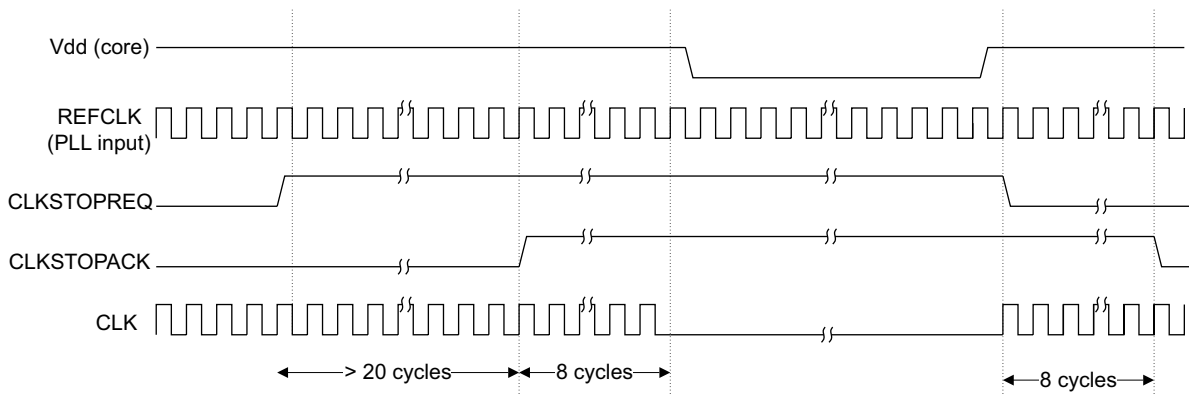 Vdd (core)
REFCLK
(PLL input)
CLKSTOPREQ
CLKSTOPACK
CLK
> 20 cycles
8 cycles
8 cycles